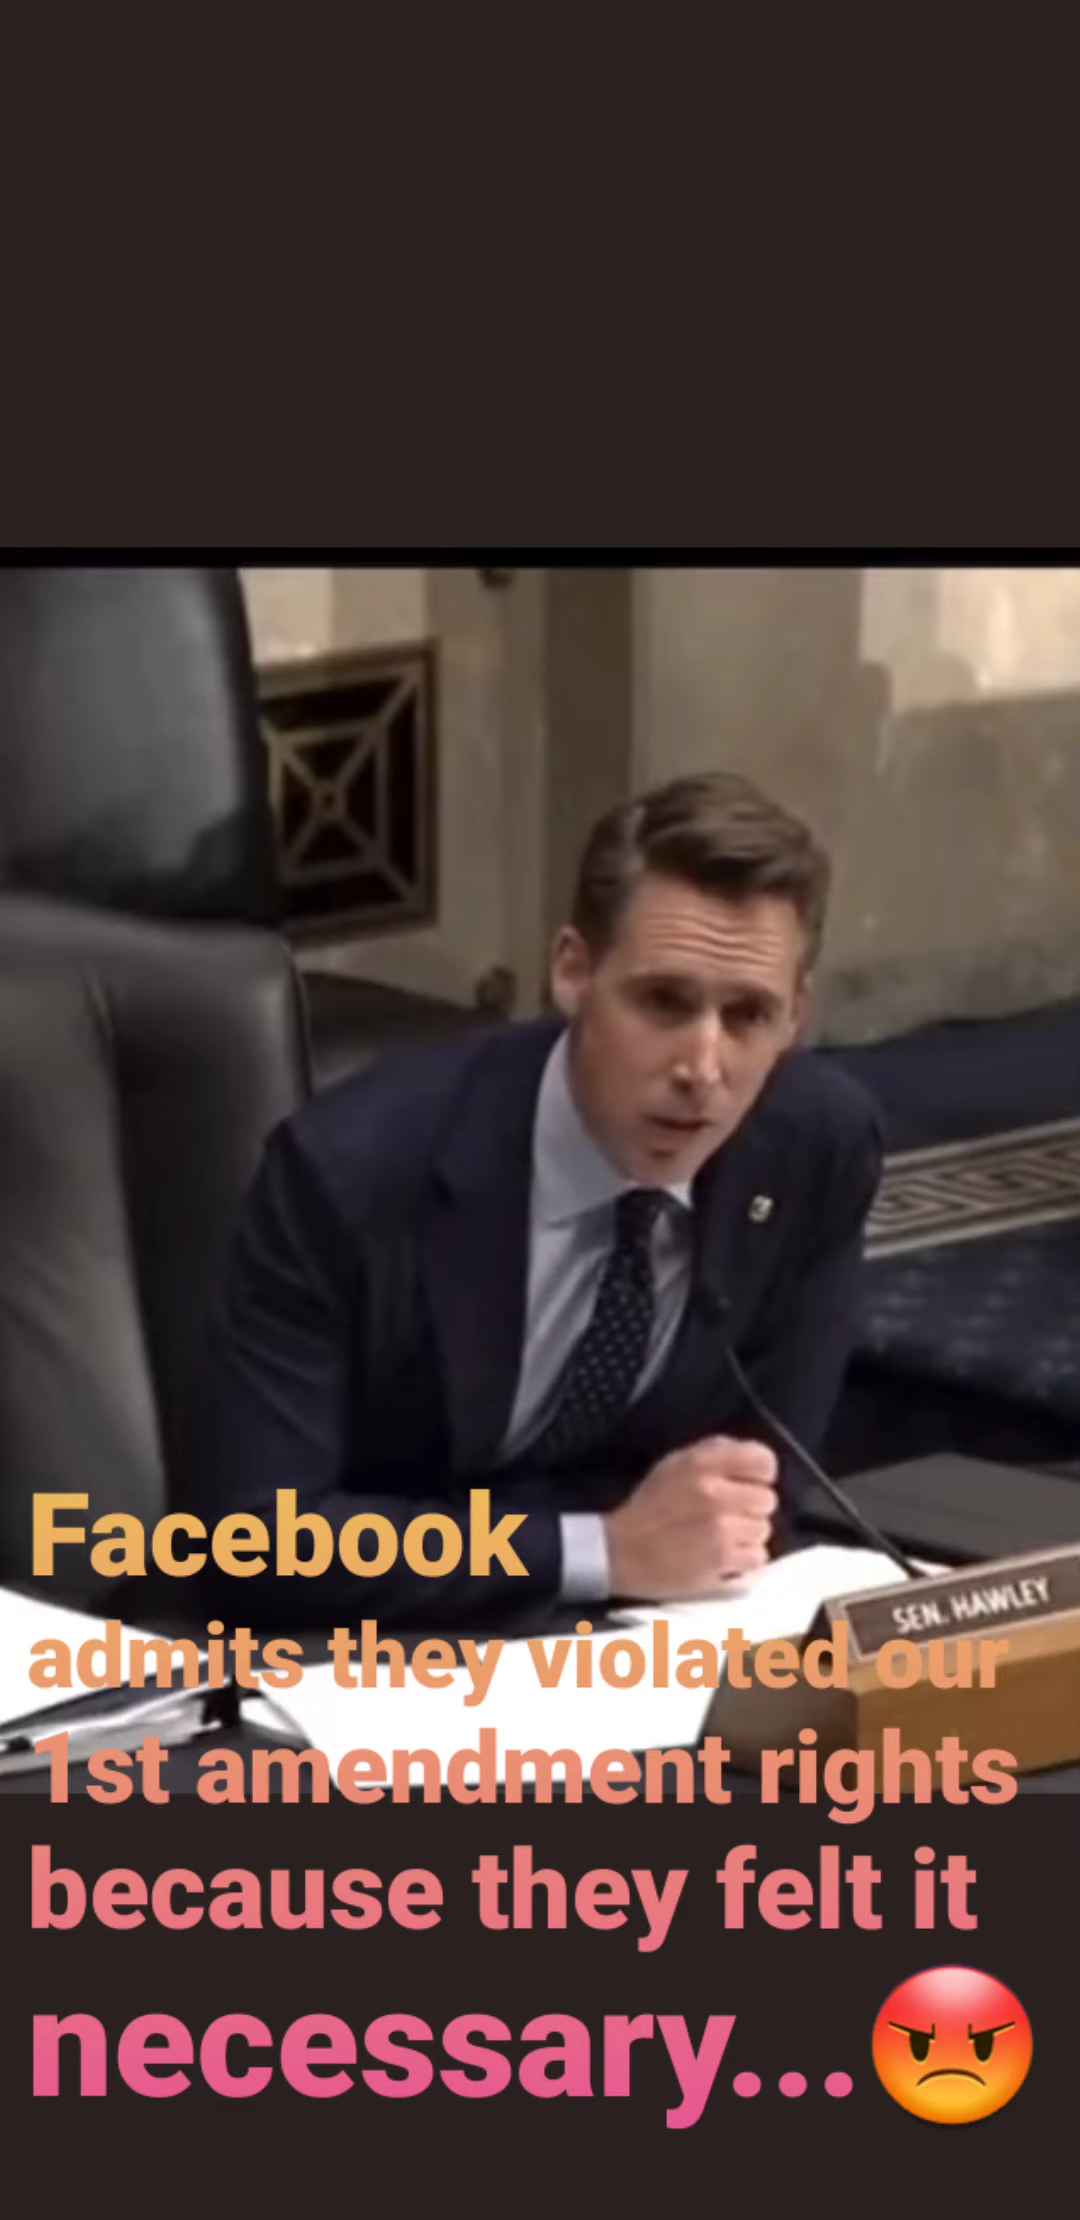 SEN. HAWLEY
Facebook
admits they violated our
1st amendment rights
because they felt it
necessary...😡